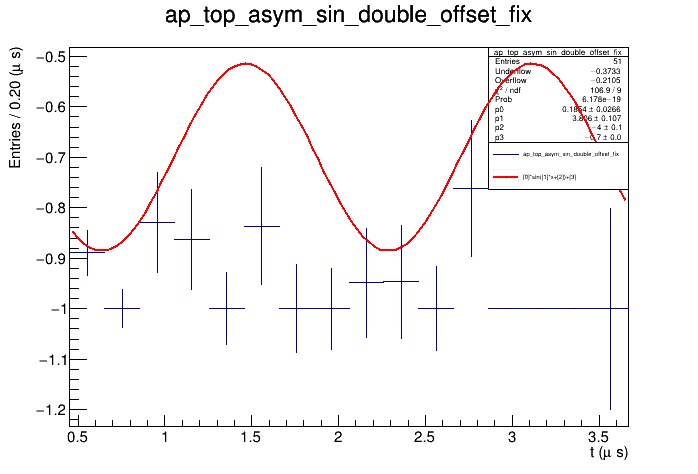 ap_top_asym_sin_double_offset_fix
Entries / 0.20 (μ s)
−0.5
−0.6
−0.7
−0.8
−0.9
−1
−1.1
−1.2
ap_top_asym_sin_double_offset_fix
Entries 51
Underflow −0.3733
Overflow −0.2105
χ² / ndf 106.9 / 9
Prob 6.178e−19
p0 0.1854 ± 0.0266
p1 3.806 ± 0.107
p2 −4 ± 0.1
p3 −0.7 ± 0.0
ap_top_asym_sin_double_offset_fix
[0]*sin([1]*x+[2])+[3]
0.5 1 1.5 2 2.5 3 3.5
t (μ s)